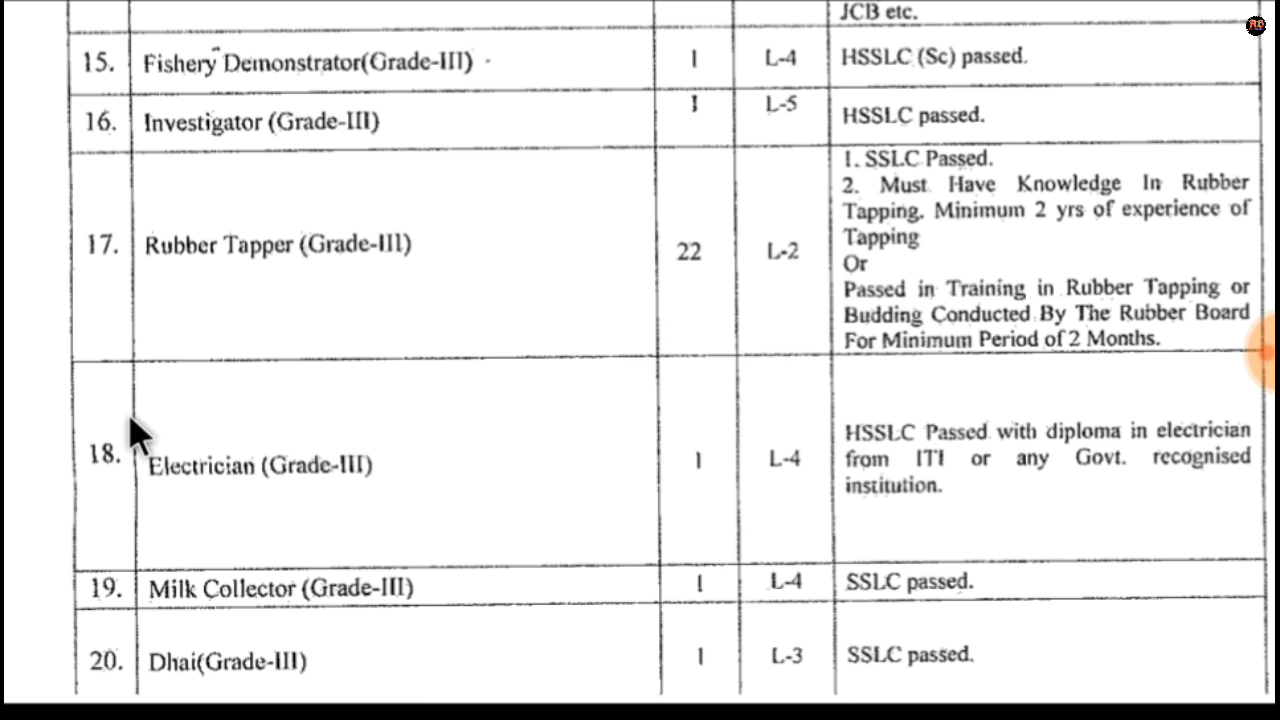 JCB etc.
15. Fishery Demonstrator(Grade-III) 1 L-4 HSSLC (Sc) passed.
16. Investigator (Grade-III) 1 L-5 HSSLC passed.
17. Rubber Tapper (Grade-III) 22 L-2 1. SSLC Passed.
2. Must Have Knowledge In Rubber
Tapping. Minimum 2 yrs of experience of
Tapping
Or
Passed in Training in Rubber Tapping or
Budding Conducted By The Rubber Board
For Minimum Period of 2 Months.
18. Electrician (Grade-III) 1 L-4 HSSLC Passed with diploma in electrician
from ITI or any Govt. recognised
institution.
19. Milk Collector (Grade-III) 1 L-4 SSLC passed.
20. Dhai(Grade-III) 1 L-3 SSLC passed.